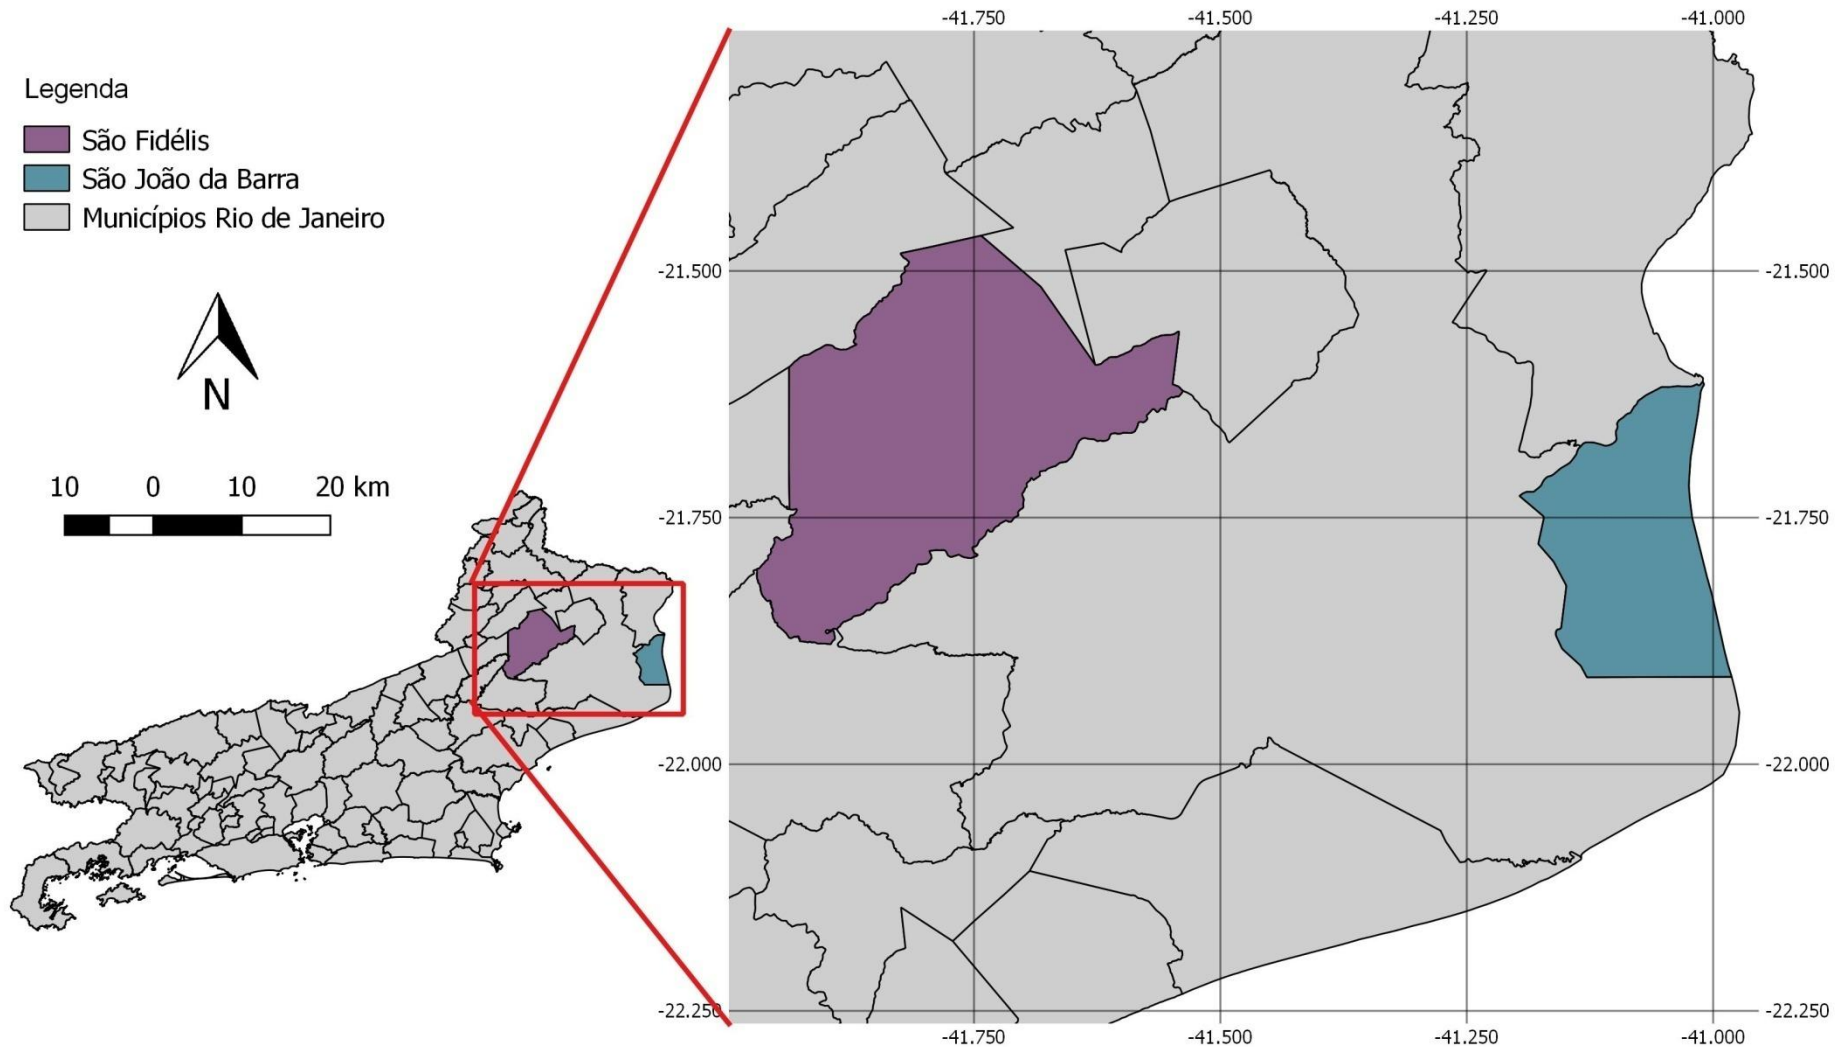 -41.750 -41.500 -41.250 -41.000
Legenda
São Fidélis
São João da Barra
Municípios Rio de Janeiro
-21.500 -21.500
N
10 0 10 20 km
-21.750 -21.750
-22.000 -22.000
-22.250 -22.250
-41.750 -41.500 -41.250 -41.000